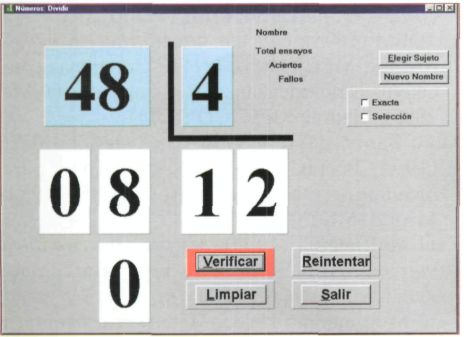 Números: Divide
Nombre
Total ensayos
Aciertos
Fallos
Elegir Sujeto
Nuevo Nombre
Exacta
Selección
48 4
0 8 1 2
0
Verificar Reintentar
Limpiar Salir